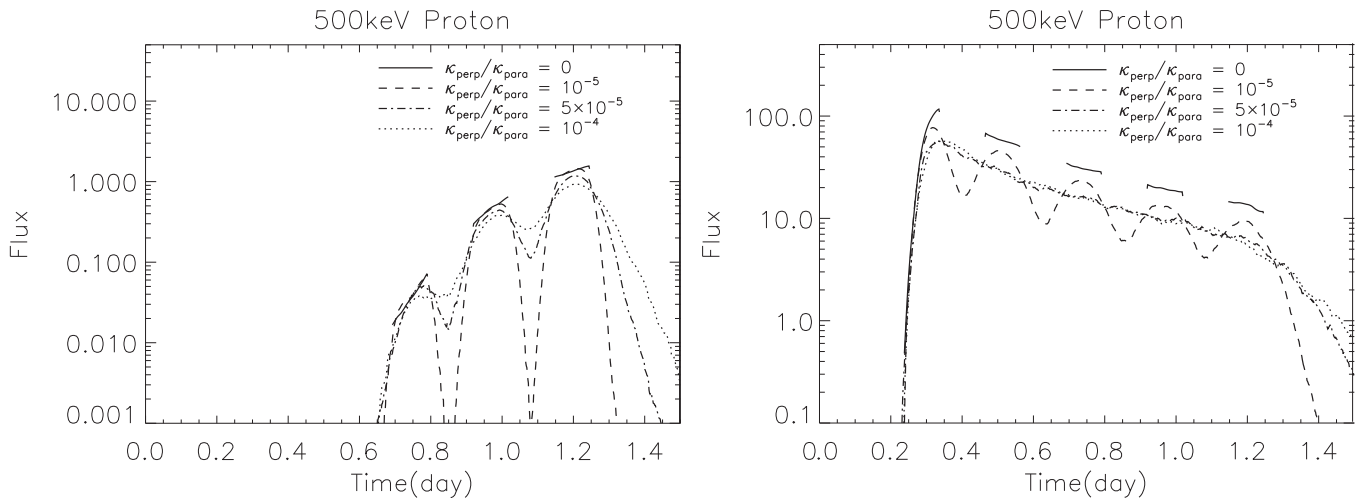 500keV Proton
κperp/κpara = 0
κperp/κpara = 10^-5
κperp/κpara = 5×10^-5
κperp/κpara = 10^-4
10.000
1.000
0.100
0.010
0.001
Flux
0.0 0.2 0.4 0.6 0.8 1.0 1.2 1.4
Time(day)
500keV Proton
κperp/κpara = 0
κperp/κpara = 10^-5
κperp/κpara = 5×10^-5
κperp/κpara = 10^-4
100.0
10.0
1.0
0.1
Flux
0.0 0.2 0.4 0.6 0.8 1.0 1.2 1.4
Time(day)